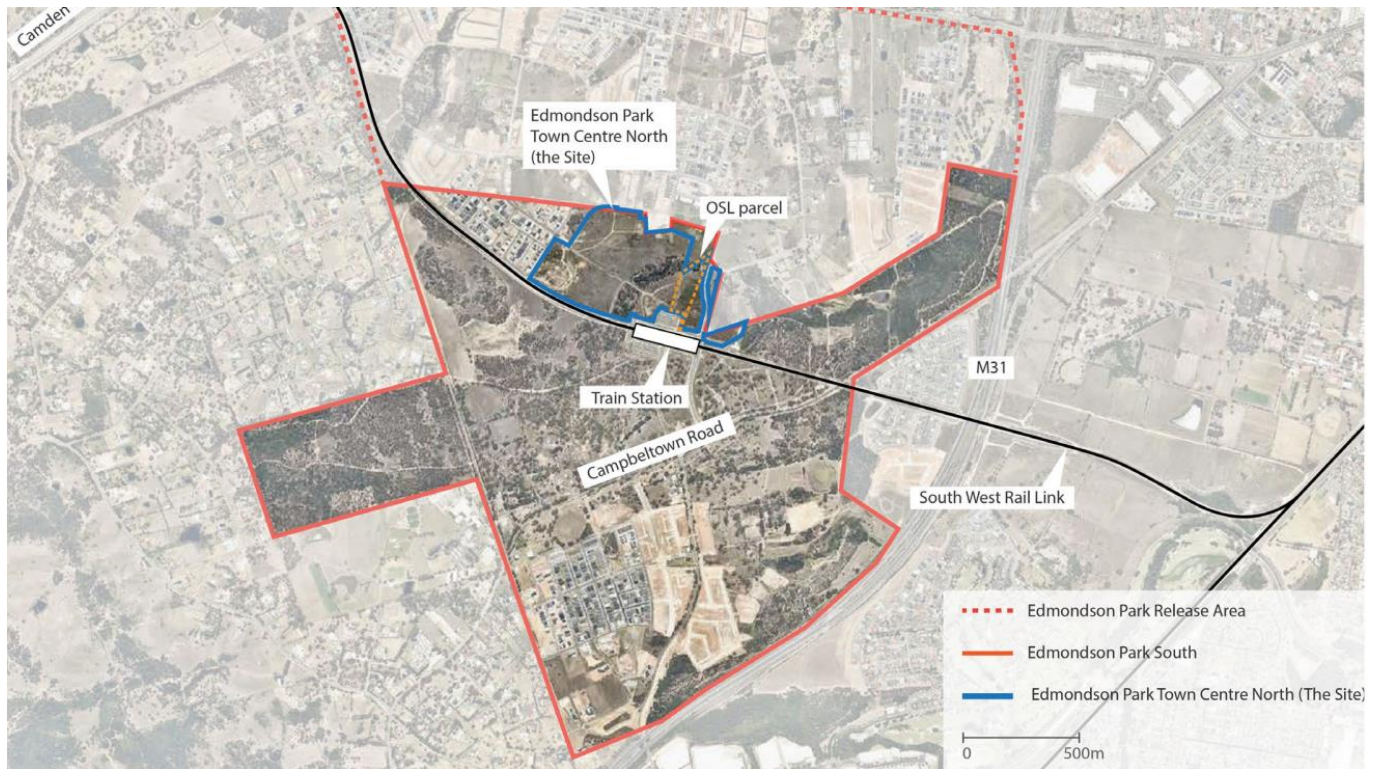 Camden
Edmondson Park
Town Centre North
(the Site)
OSL parcel
M31
Train Station
Campbeltown Road
South West Rail Link
Edmondson Park Release Area
Edmondson Park South
Edmondson Park Town Centre North (The Site)
0 500m